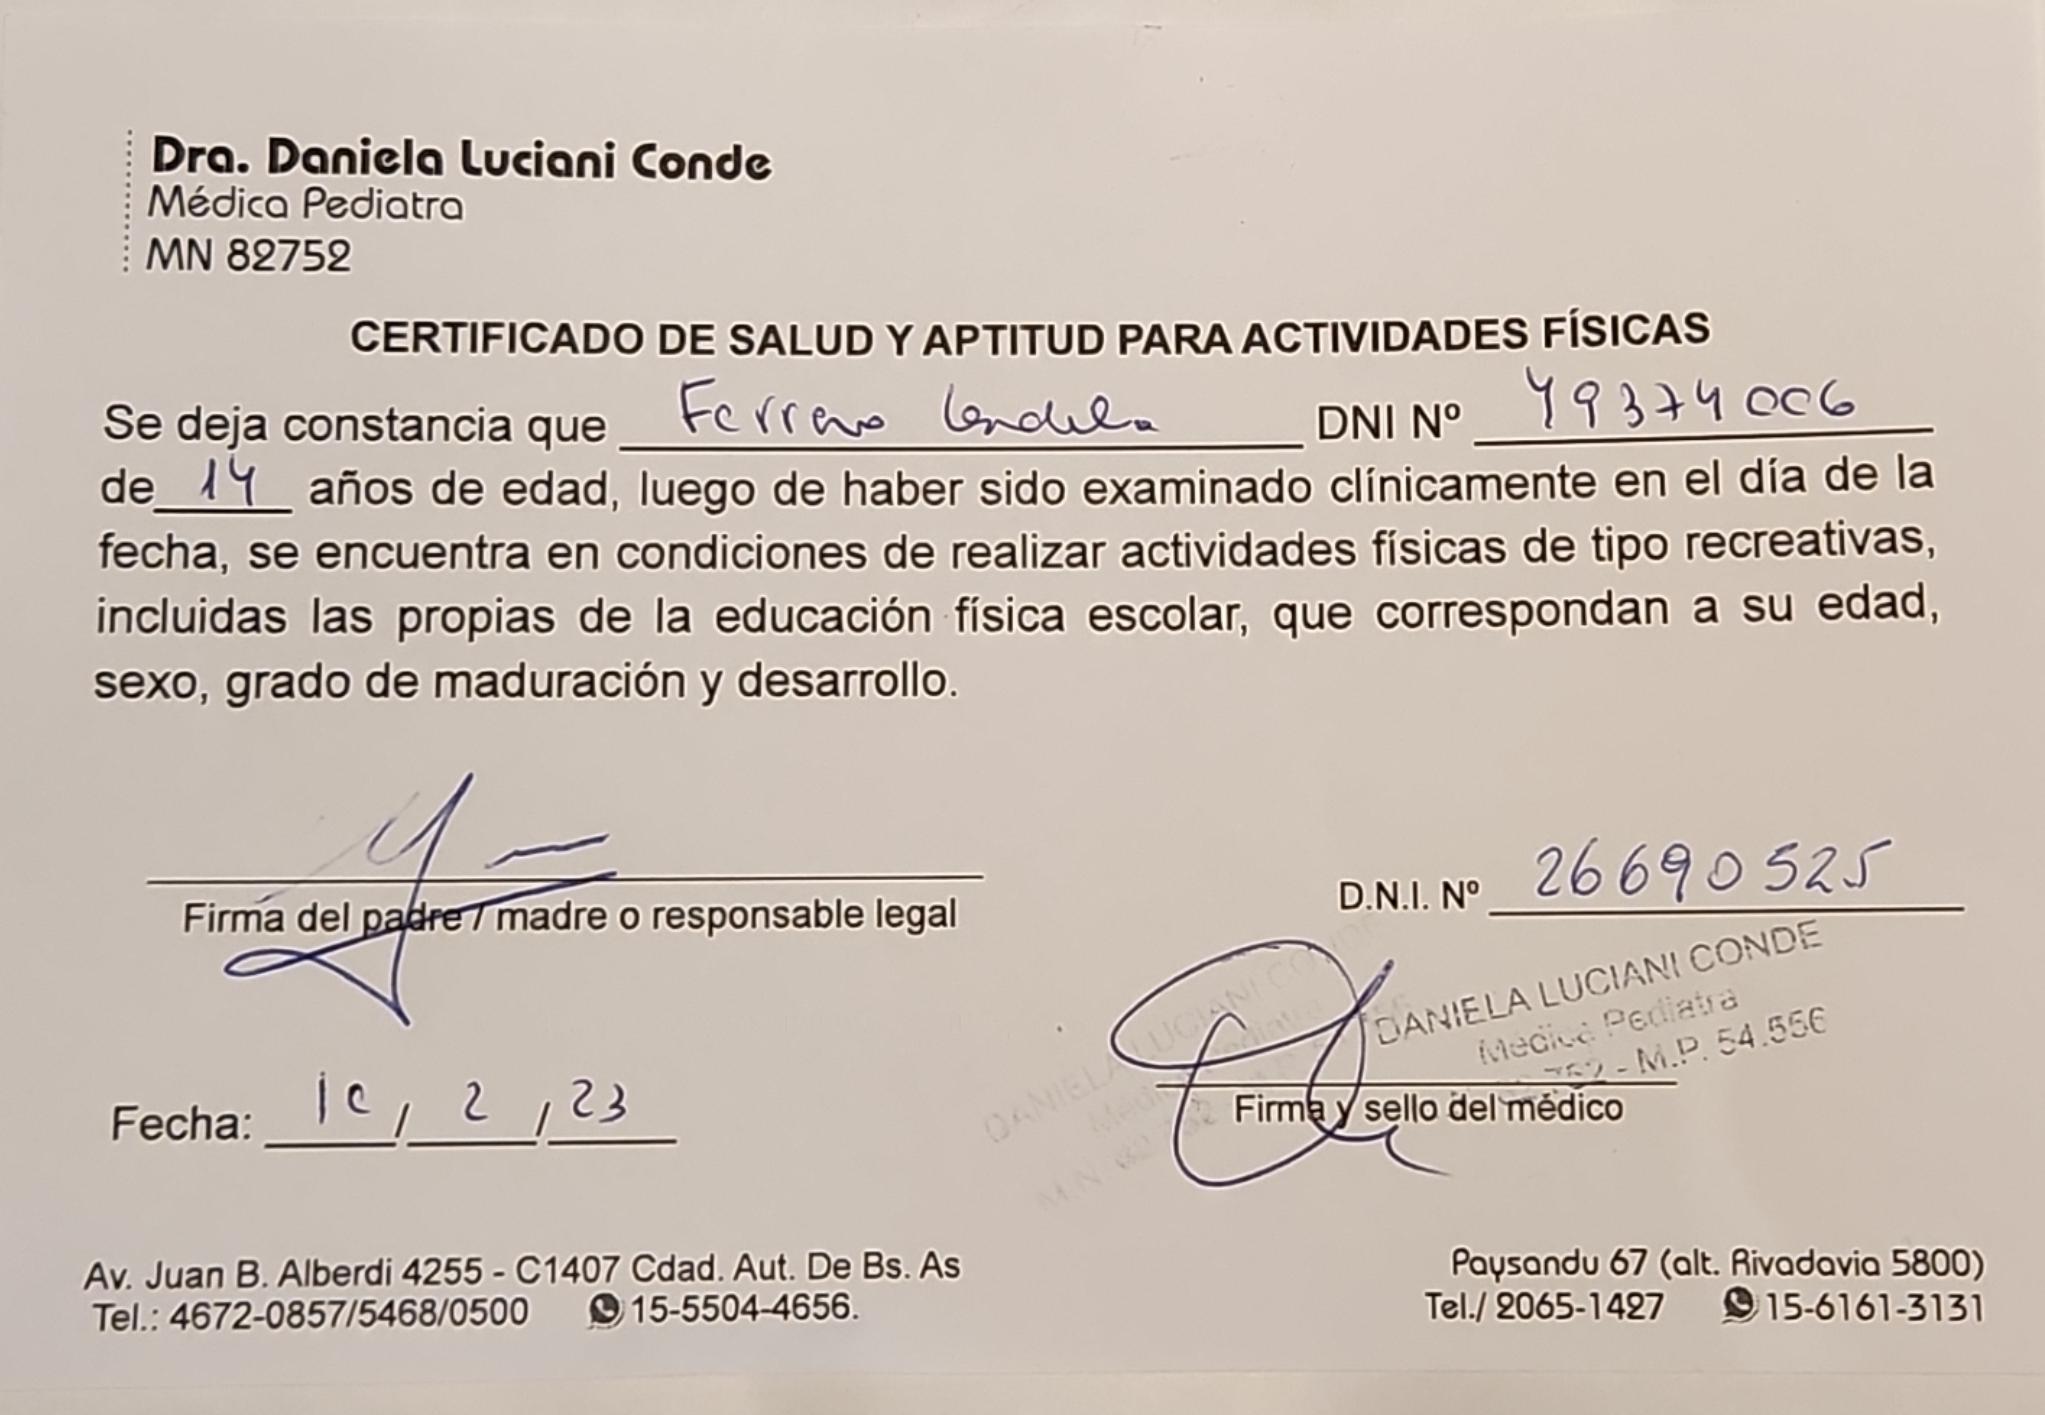 Dra. Daniela Luciani Conde
Médica Pediatra
MN 82752
CERTIFICADO DE SALUD Y APTITUD PARA ACTIVIDADES FÍSICAS
Se deja constancia que Ferrero DNI Nº 49374006
de 14 años de edad, luego de haber sido examinado clínicamente en el día de la
fecha, se encuentra en condiciones de realizar actividades físicas de tipo recreativas,
incluidas las propias de la educación física escolar, que correspondan a su edad,
sexo, grado de maduración y desarrollo.
D.N.I. Nº 26690525
Firma del padre / madre o responsable legal
DANIELA LUCIANI CONDE
Médica Pediatra
M.P. 54.556
Firma y sello del médico
Fecha: 10 / 2 / 23
Av. Juan B. Alberdi 4255 - C1407 Cdad. Aut. De Bs. As
Tel.: 4672-0857/5468/0500 15-5504-4656.
Paysandu 67 (alt. Rivadavia 5800)
Tel./ 2065-1427 15-6161-3131